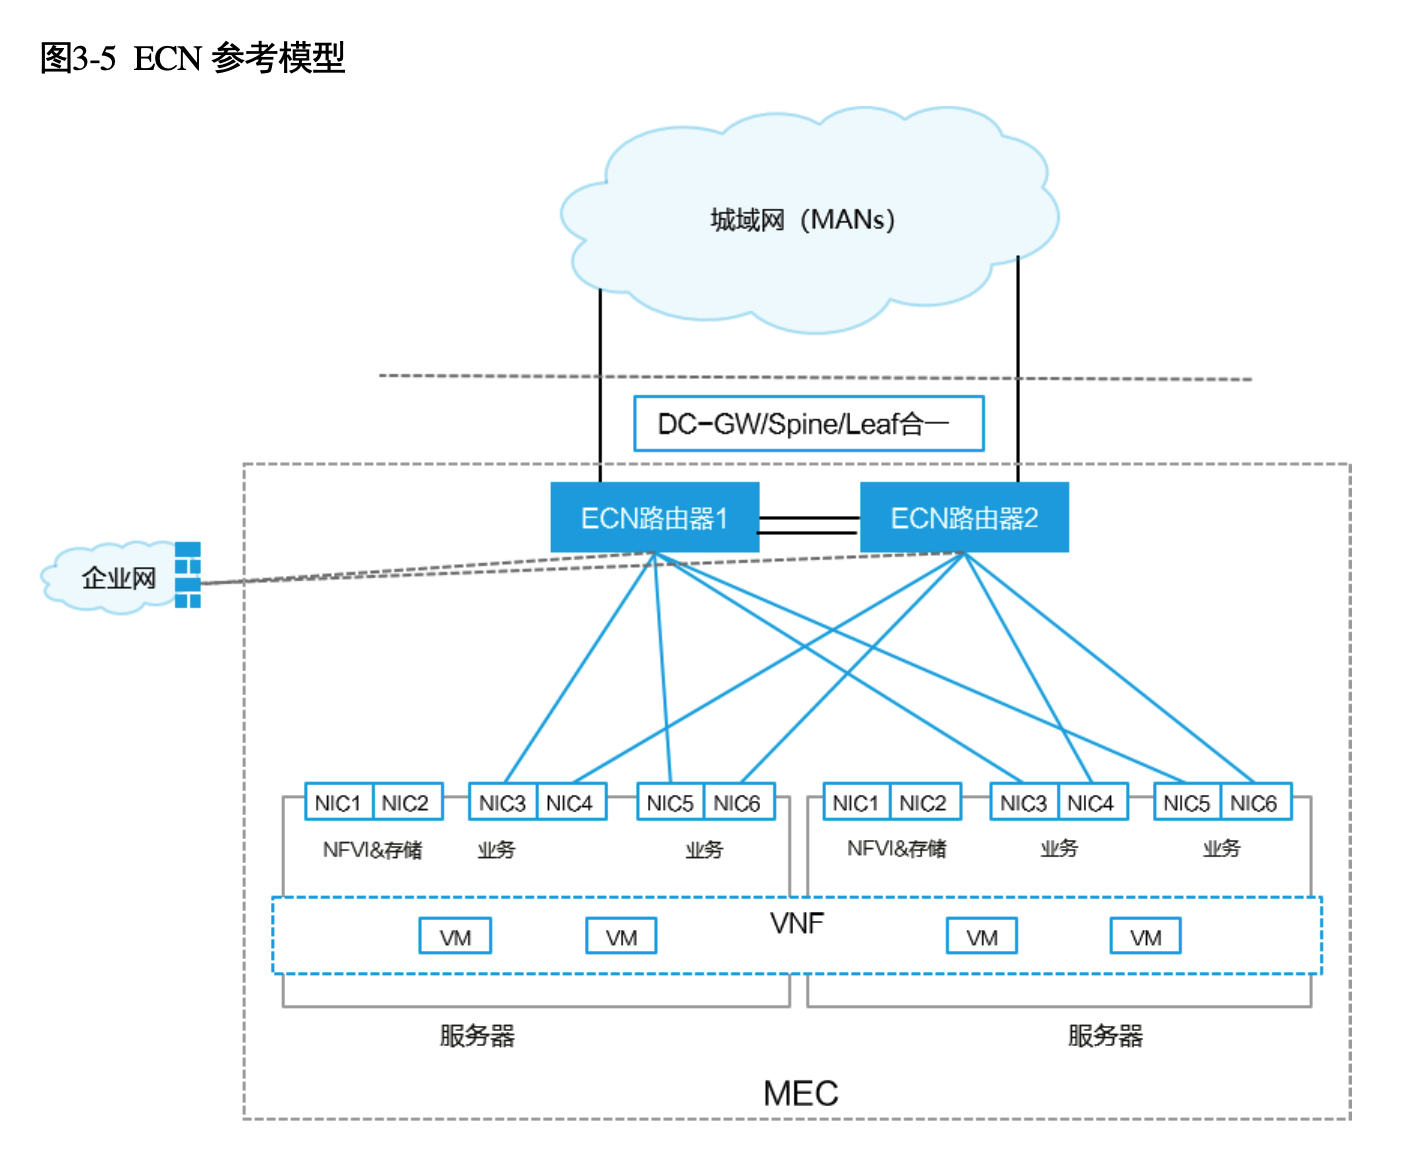 图3-5 ECN 参考模型
城域网（MANs）
DC-GW/Spine/Leaf合一
ECN路由器1
ECN路由器2
企业网
NIC1 NIC2 NIC3 NIC4 NIC5 NIC6
NIC1 NIC2 NIC3 NIC4 NIC5 NIC6
NFVI&存储 业务 业务
NFVI&存储 业务 业务
VNF
VM VM VM VM
服务器 服务器
MEC